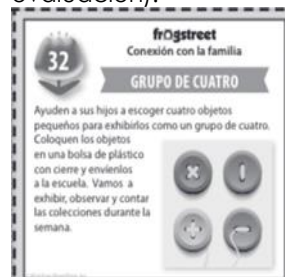 evaluación).
frogstreet
Conexión con la familia
32
GRUPO DE CUATRO
Ayuden a sus hijos a escoger cuatro objetos
pequeños para exhibirlos como un grupo de cuatro.
Coloquen los objetos
en una bolsa de plástico
con cierre y envíenlos
a la escuela. Vamos a
exhibir, observar y contar
las colecciones durante la
semana.